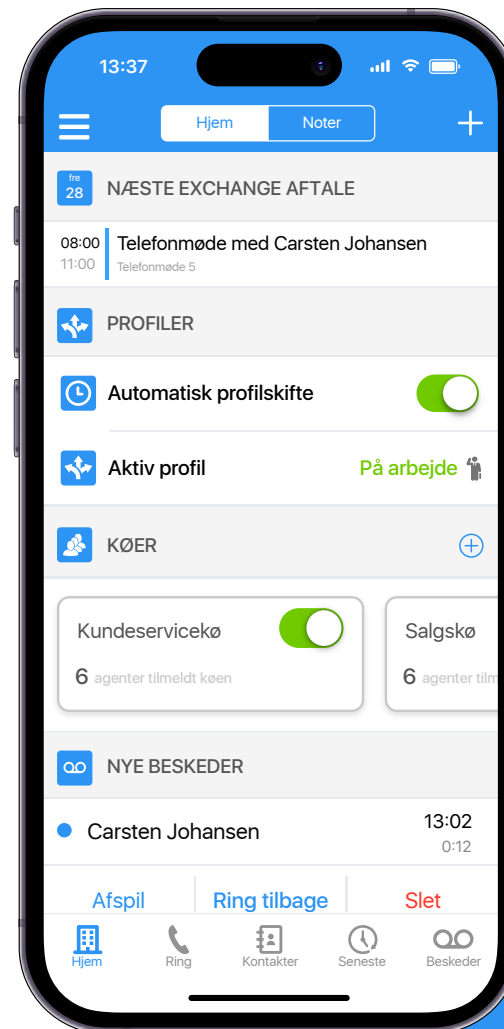 13:37
Hjem Noter
fre
28
NÆSTE EXCHANGE AFTALE
08:00 Telefonmøde med Carsten Johansen
11:00 Telefonmøde 5
PROFILER
Automatisk profilskifte
Aktiv profil På arbejde
KØER
Kundeservicekø Salgskø
6 agenter tilmeldt køen 6 agenter tilm
NYE BESKEDER
Carsten Johansen 13:02
0:12
Afspil Ring tilbage Slet
Hjem Ring Kontakter Seneste Beskeder